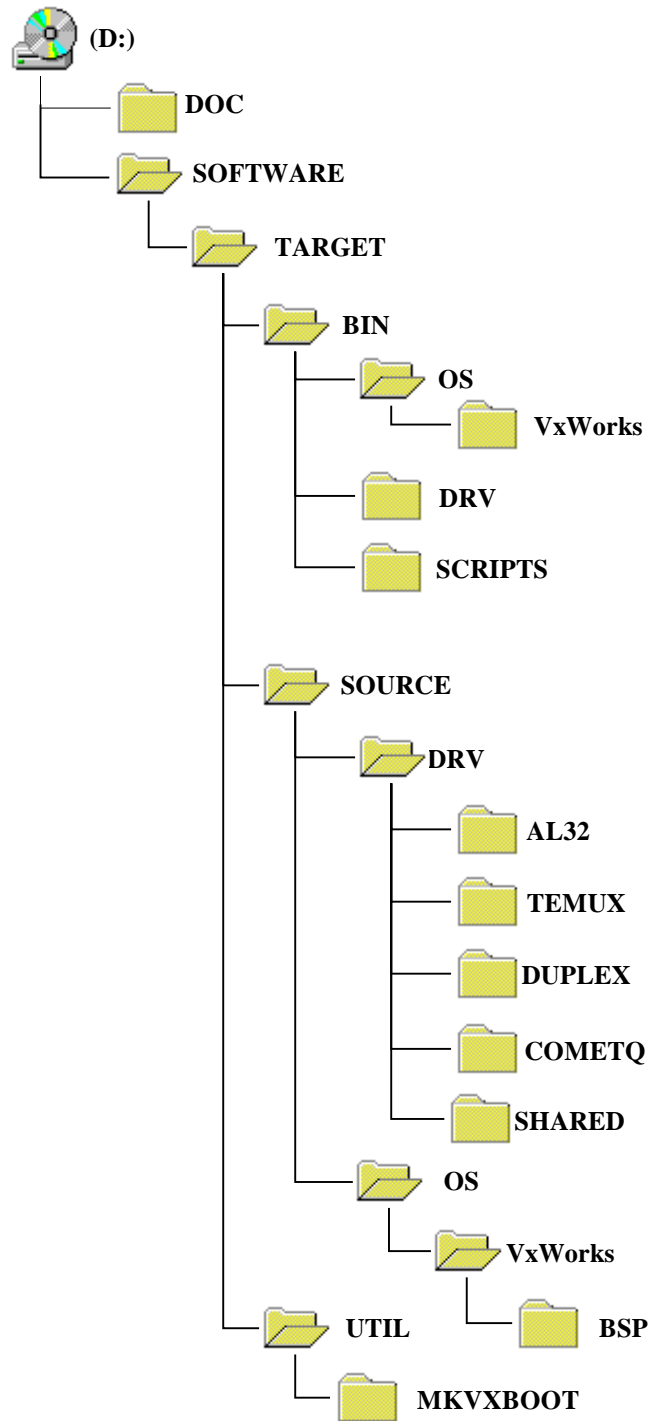 (D:)
DOC
SOFTWARE
TARGET
BIN
OS
VxWorks
DRV
SCRIPTS
SOURCE
DRV
AL32
TEMUX
DUPLEX
COMETQ
SHARED
OS
VxWorks
BSP
UTIL
MKVXBOOT